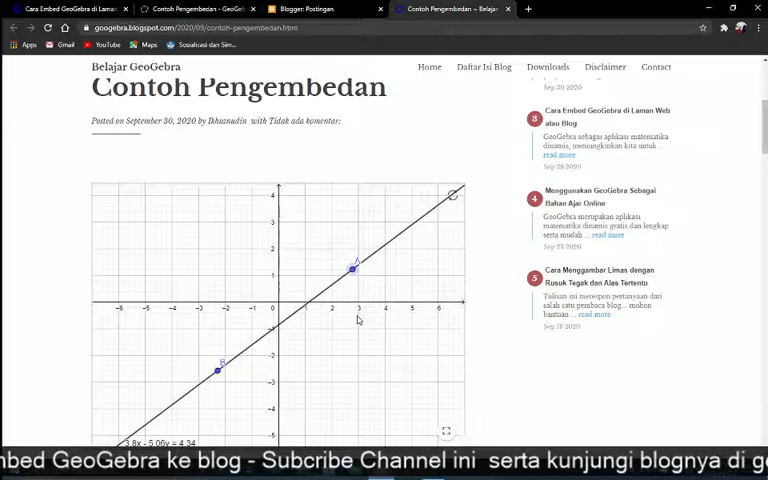 Cara Embed GeoGebra di Laman
Contoh Pengembedan - GeoGe
Blogger: Postingan
Contoh Pengembedan ~ Belajar
googebra.blogspot.com/2020/09/contoh-pengembedan.html
Apps
Gmail
YouTube
Maps
Sosialisasi dan Sim...
Belajar GeoGebra
Home
Daftar Isi Blog
Downloads
Disclaimer
Contact
Contoh Pengembedan
Posted on September 30, 2020 by Ikhsanudin with Tidak ada komentar:
Sep 20 2020
3
Cara Embed GeoGebra di Laman Web
atau Blog
GeoGebra sebagai aplikasi matematika
dinamis, memungkinkan kita untuk ...
read more
Sep 26 2020
4
Menggunakan GeoGebra Sebagai
Bahan Ajar Online
GeoGebra merupakan aplikasi
matematika dinamis gratis dan lengkap
serta mudah ... read more
Sep 23 2020
5
Cara Menggambar Limas dengan
Rusuk Tegak dan Alas Tertentu
Tulisan ini merespon pertanyaan dari
salah satu pembaca blog... mohon
bantuan ... read more
Sep 19 2020
4
3
2
1
A
-6 -5 -4 -3 -2 -1 0 1 2 3 4 5 6
-1
-2
B
-3
-4
-5
3.8x - 5.06y = 4.34
mbed GeoGebra ke blog - Subcribe Channel ini serta kunjungi blognya di ge